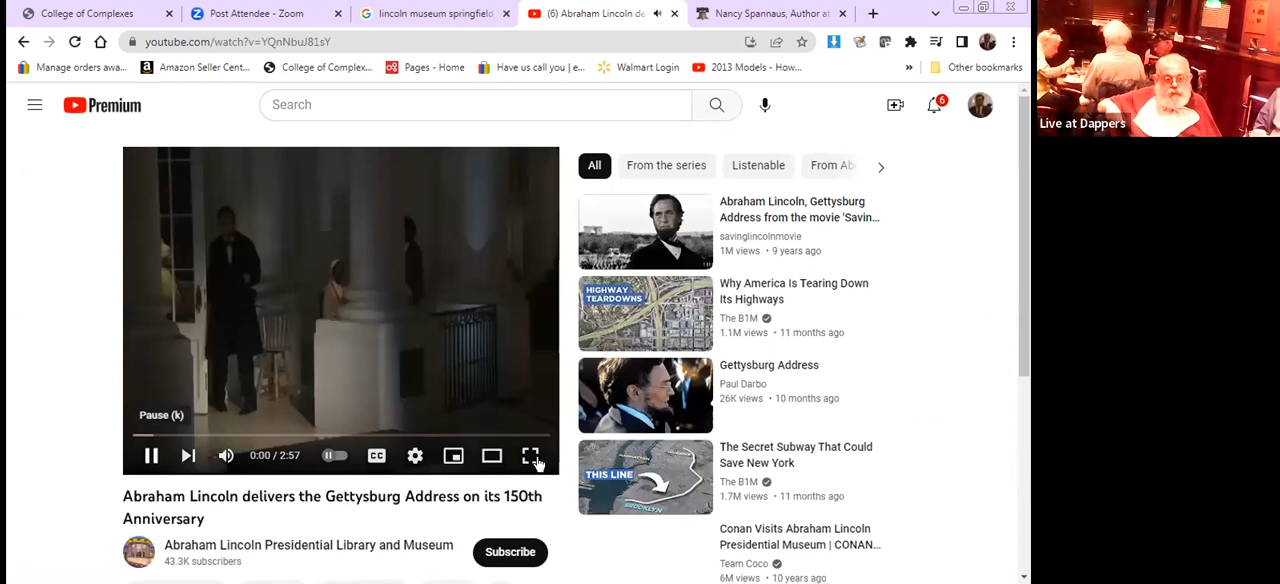 College of Complexes
Post Attendee - Zoom
lincoln museum springfield
(6) Abraham Lincoln de
Nancy Spannaus, Author at
youtube.com/watch?v=YQnNbuJ81sY
Manage orders awa...
Amazon Seller Cent...
College of Complex...
Pages - Home
Have us call you | e...
Walmart Login
2013 Models - How...
»
Other bookmarks
Premium
Search
6
Live at Dappers
All
From the series
Listenable
From Ab
Abraham Lincoln, Gettysburg
Address from the movie 'Savin...
savinglincolnmovie
1M views • 9 years ago
HIGHWAY
TEARDOWNS
Why America Is Tearing Down
Its Highways
The B1M
1.1M views • 11 months ago
Gettysburg Address
Paul Darbo
26K views • 10 months ago
Pause (k)
0:00 / 2:57
CC
THIS LINE
MANHATTAN
BROOKLYN
The Secret Subway That Could
Save New York
The B1M
1.7M views • 11 months ago
Abraham Lincoln delivers the Gettysburg Address on its 150th
Anniversary
Abraham Lincoln Presidential Library and Museum
43.3K subscribers
Subscribe
Conan Visits Abraham Lincoln
Presidential Museum | CONAN...
Team Coco
6M views • 10 years ago